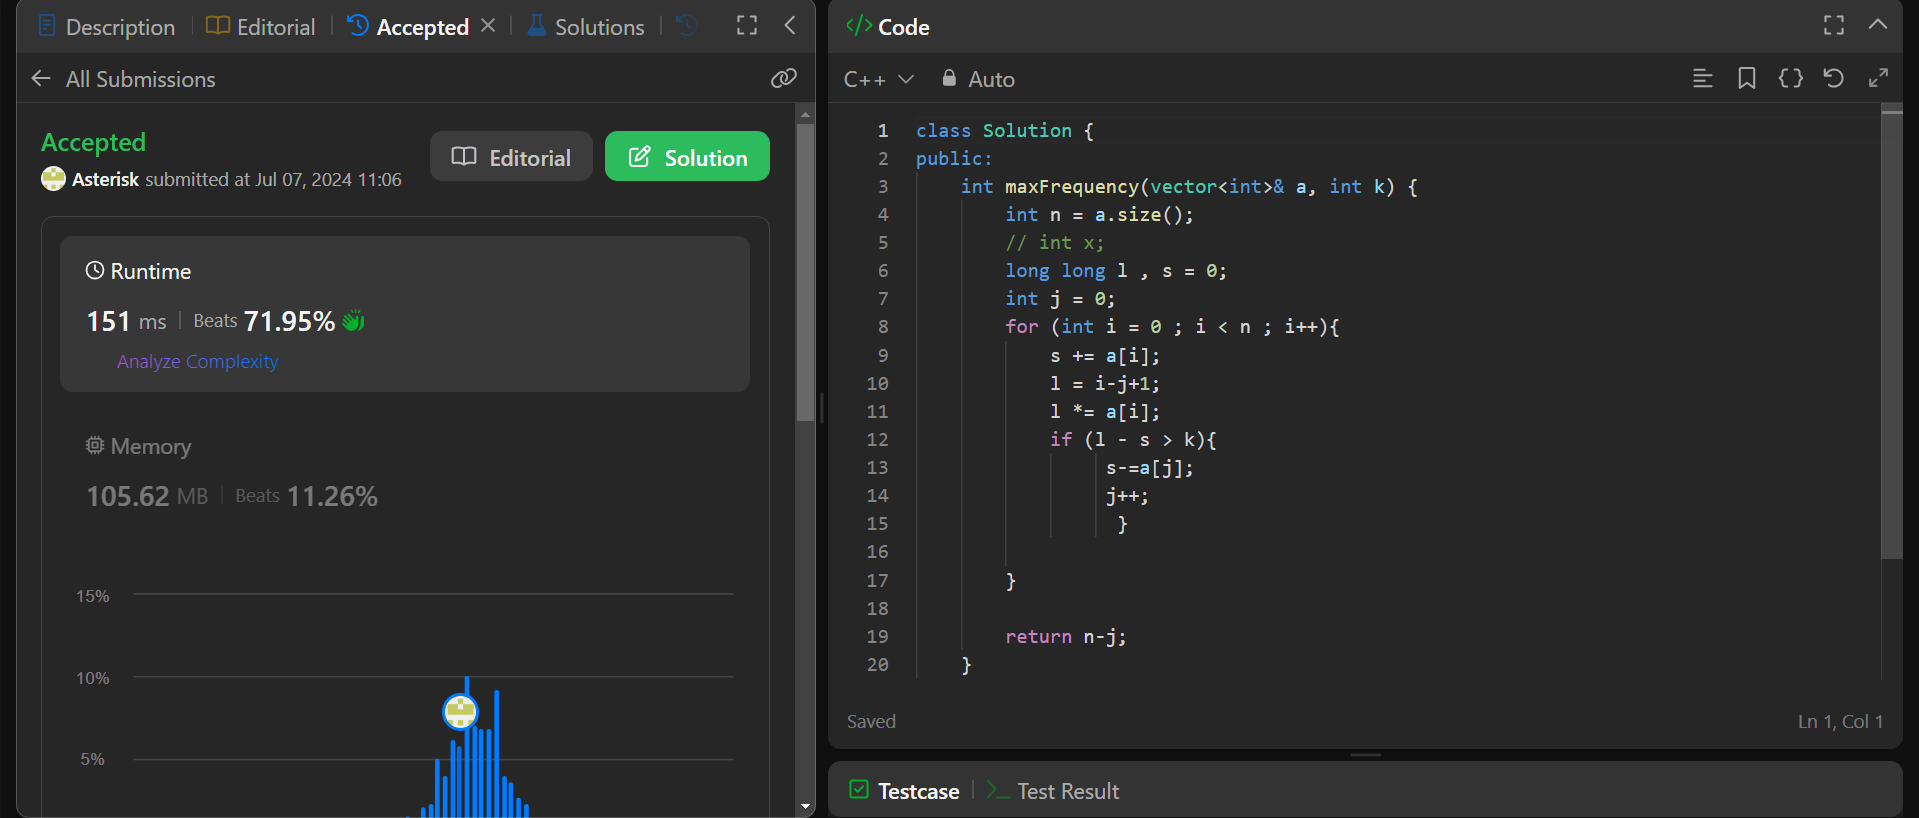 Description Editorial Accepted Solutions
All Submissions
Accepted
Asterisk submitted at Jul 07, 2024 11:06
Editorial
Solution
Runtime
151 ms Beats 71.95%
Analyze Complexity
Memory
105.62 MB Beats 11.26%
15%
10%
5%
</> Code
C++ Auto
1 class Solution {
2 public:
3     int maxFrequency(vector<int>& a, int k) {
4         int n = a.size();
5         // int x;
6         long long l , s = 0;
7         int j = 0;
8         for (int i = 0 ; i < n ; i++){
9             s += a[i];
10             l = i-j+1;
11             l *= a[i];
12             if (l - s > k){
13                  s-=a[j];
14                  j++;
15                   }
16
17         }
18
19         return n-j;
20     }
Saved
Ln 1, Col 1
Testcase >_ Test Result